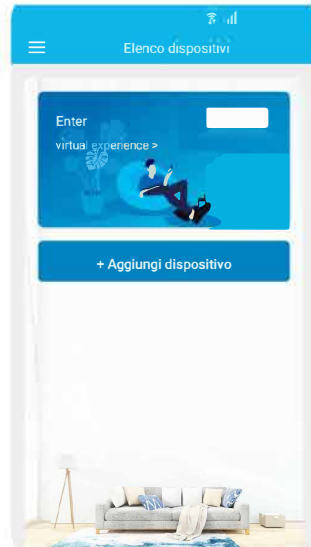 Elenco dispositivi
Enter
virtual experience >
+ Aggiungi dispositivo